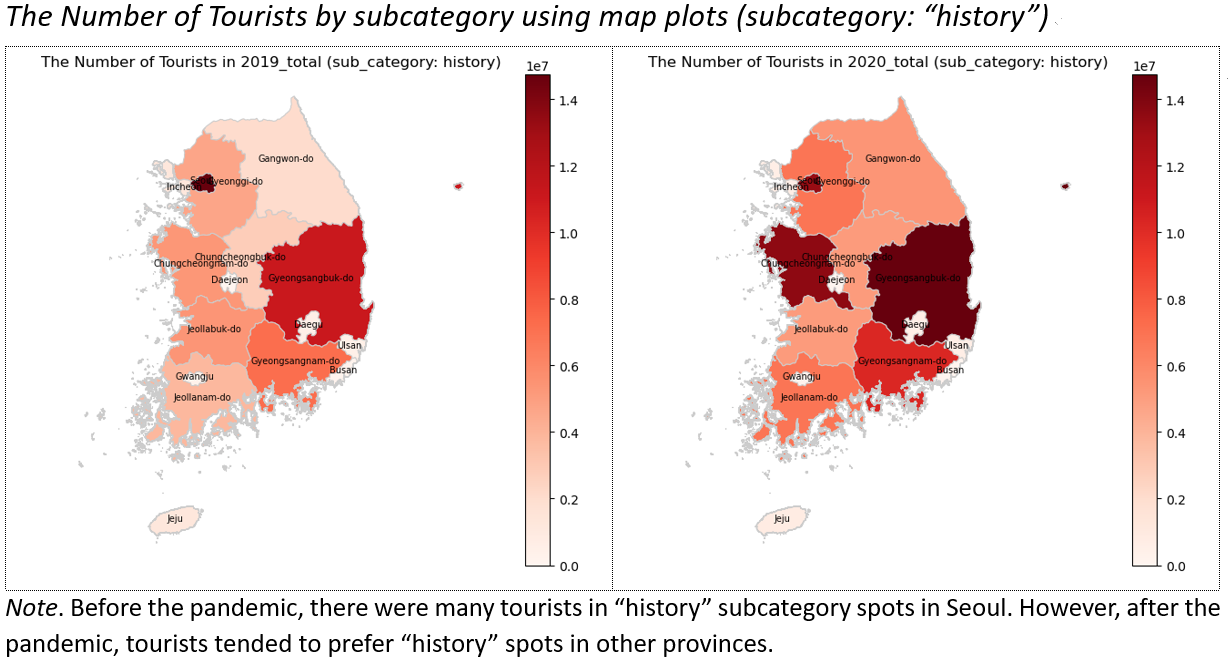 The Number of Tourists by subcategory using map plots (subcategory: “history”)
The Number of Tourists in 2019_total (sub_category: history)
1e7
1.4
1.2
1.0
0.8
0.6
0.4
0.2
0.0
Gangwon-do
Gyeonggi-do
Incheon
Chungcheongbuk-do
Chungcheongnam-do
Daejeon
Gyeongsangbuk-do
Daegu
Jeollabuk-do
Ulsan
Gyeongsangnam-do
Busan
Gwangju
Jeollanam-do
Jeju
The Number of Tourists in 2020_total (sub_category: history)
1e7
1.4
1.2
1.0
0.8
0.6
0.4
0.2
0.0
Gangwon-do
Gyeonggi-do
Incheon
Chungcheongbuk-do
Chungcheongnam-do
Daejeon
Gyeongsangbuk-do
Daegu
Jeollabuk-do
Ulsan
Gyeongsangnam-do
Busan
Gwangju
Jeollanam-do
Jeju
Note. Before the pandemic, there were many tourists in “history” subcategory spots in Seoul. However, after the
pandemic, tourists tended to prefer “history” spots in other provinces.